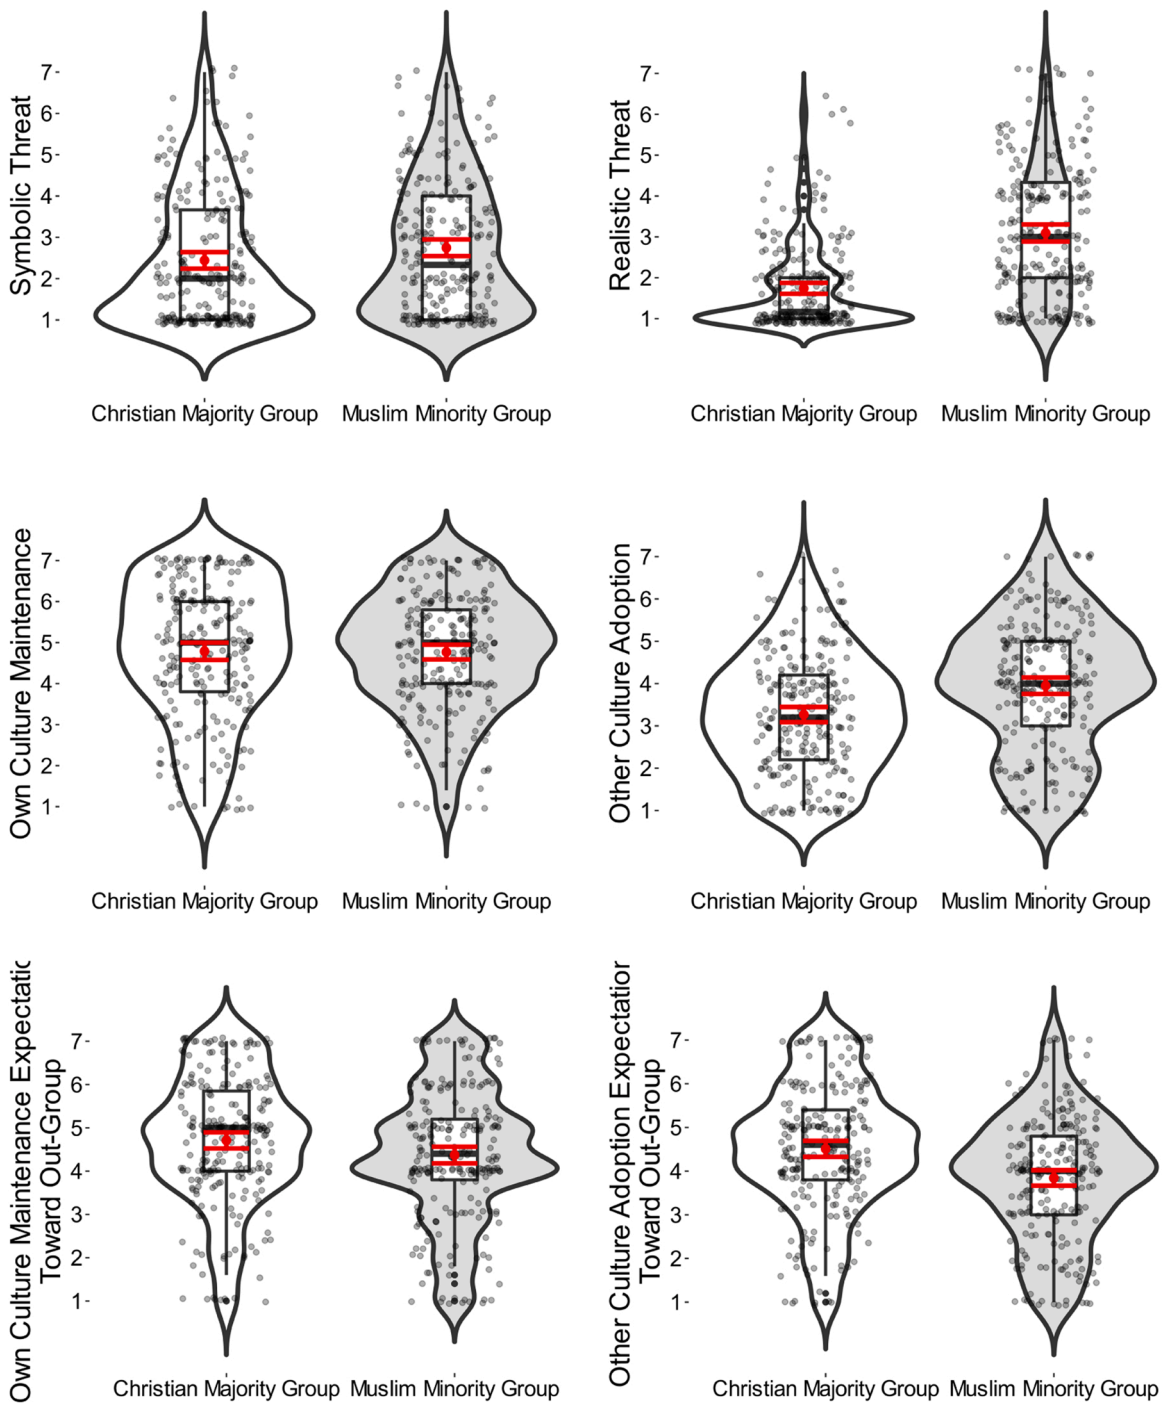 Symbolic Threat
7
6
5
4
3
2
1
Christian Majority Group
Muslim Minority Group
Realistic Threat
7
6
5
4
3
2
1
Christian Majority Group
Muslim Minority Group
Own Culture Maintenance
7
6
5
4
3
2
1
Christian Majority Group
Muslim Minority Group
Other Culture Adoption
7
6
5
4
3
2
1
Christian Majority Group
Muslim Minority Group
Own Culture Maintenance Expectatic
Toward Out-Group
7
6
5
4
3
2
1
Christian Majority Group
Muslim Minority Group
Other Culture Adoption Expectation
Toward Out-Group
7
6
5
4
3
2
1
Christian Majority Group
Muslim Minority Group